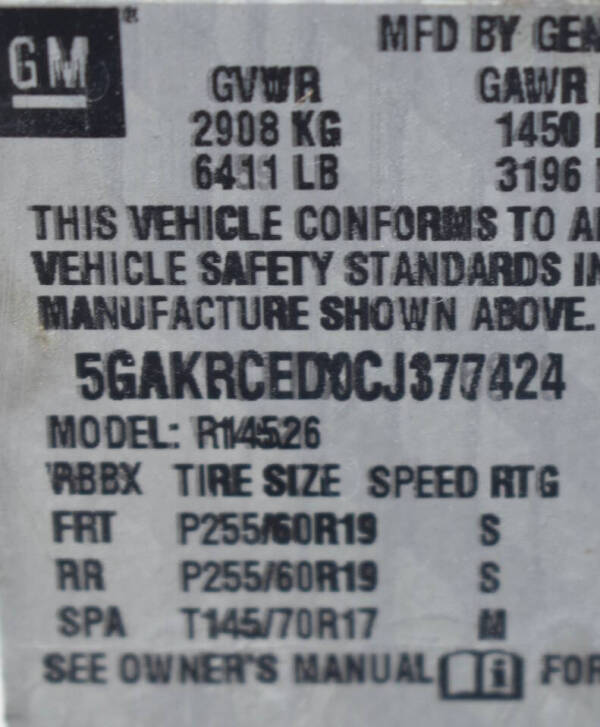 GM
MFD BY GEN
GVWR GAWR
2908 KG 1450
6411 LB 3196
THIS VEHICLE CONFORMS TO
VEHICLE SAFETY STANDARDS IN
MANUFACTURE SHOWN ABOVE.
5GAKRCED0CJ377424
MODEL: R14526
RBBX TIRE SIZE SPEED RTG
FRT P255/60R19 S
RR P255/60R19 S
SPA T145/70R17 M
SEE OWNER'S MANUAL FOR